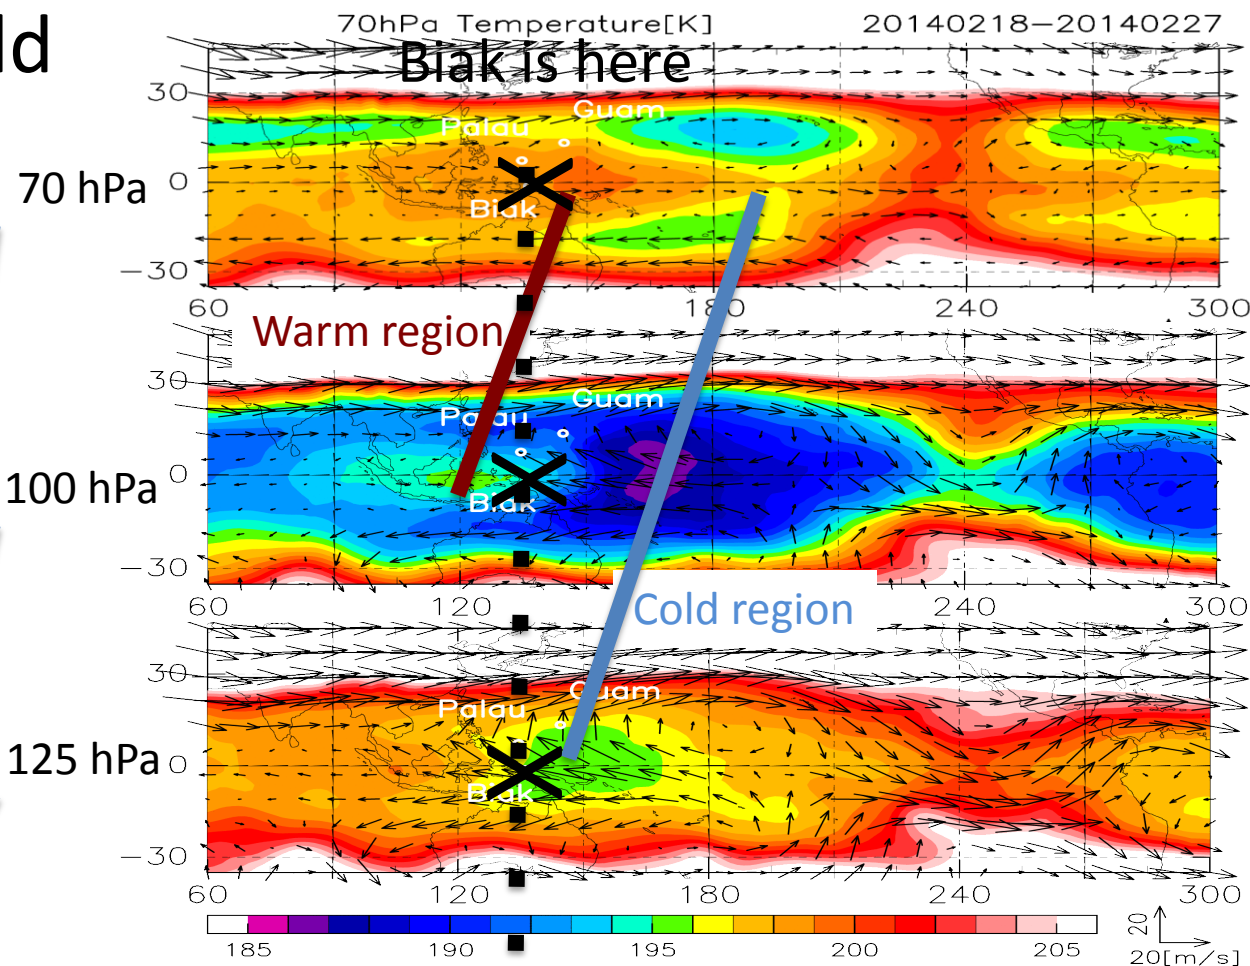 ld
70hPa Temperature[K] 20140218−20140227
Biak is here
30
Guam
Palau
70 hPa
0
Biak
−30
60 180 240 300
Warm region
30
Guam
Palau
100 hPa
0
Biak
−30
60 120 240 300
Cold region
30
Guam
Palau
125 hPa
0
Biak
−30
60 120 180 240 300
20
185 190 195 200 205
20[m/s]